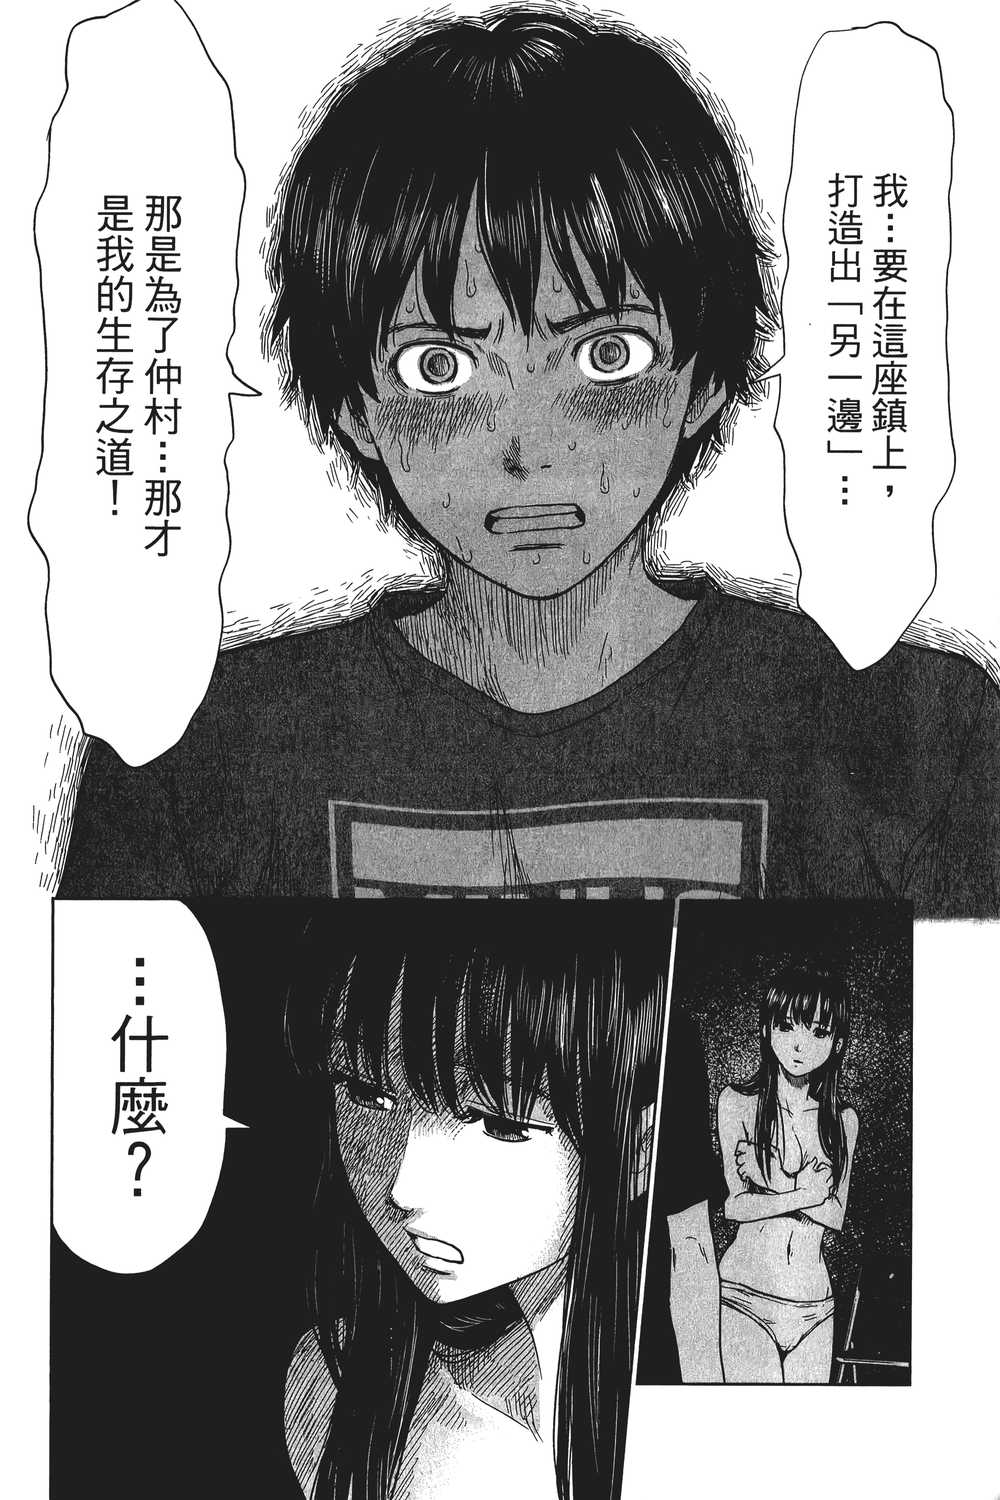 我…要在這座鎮上，
打造出「另一邊」…
那是為了仲村…那才
是我的生存之道！
…什麼？